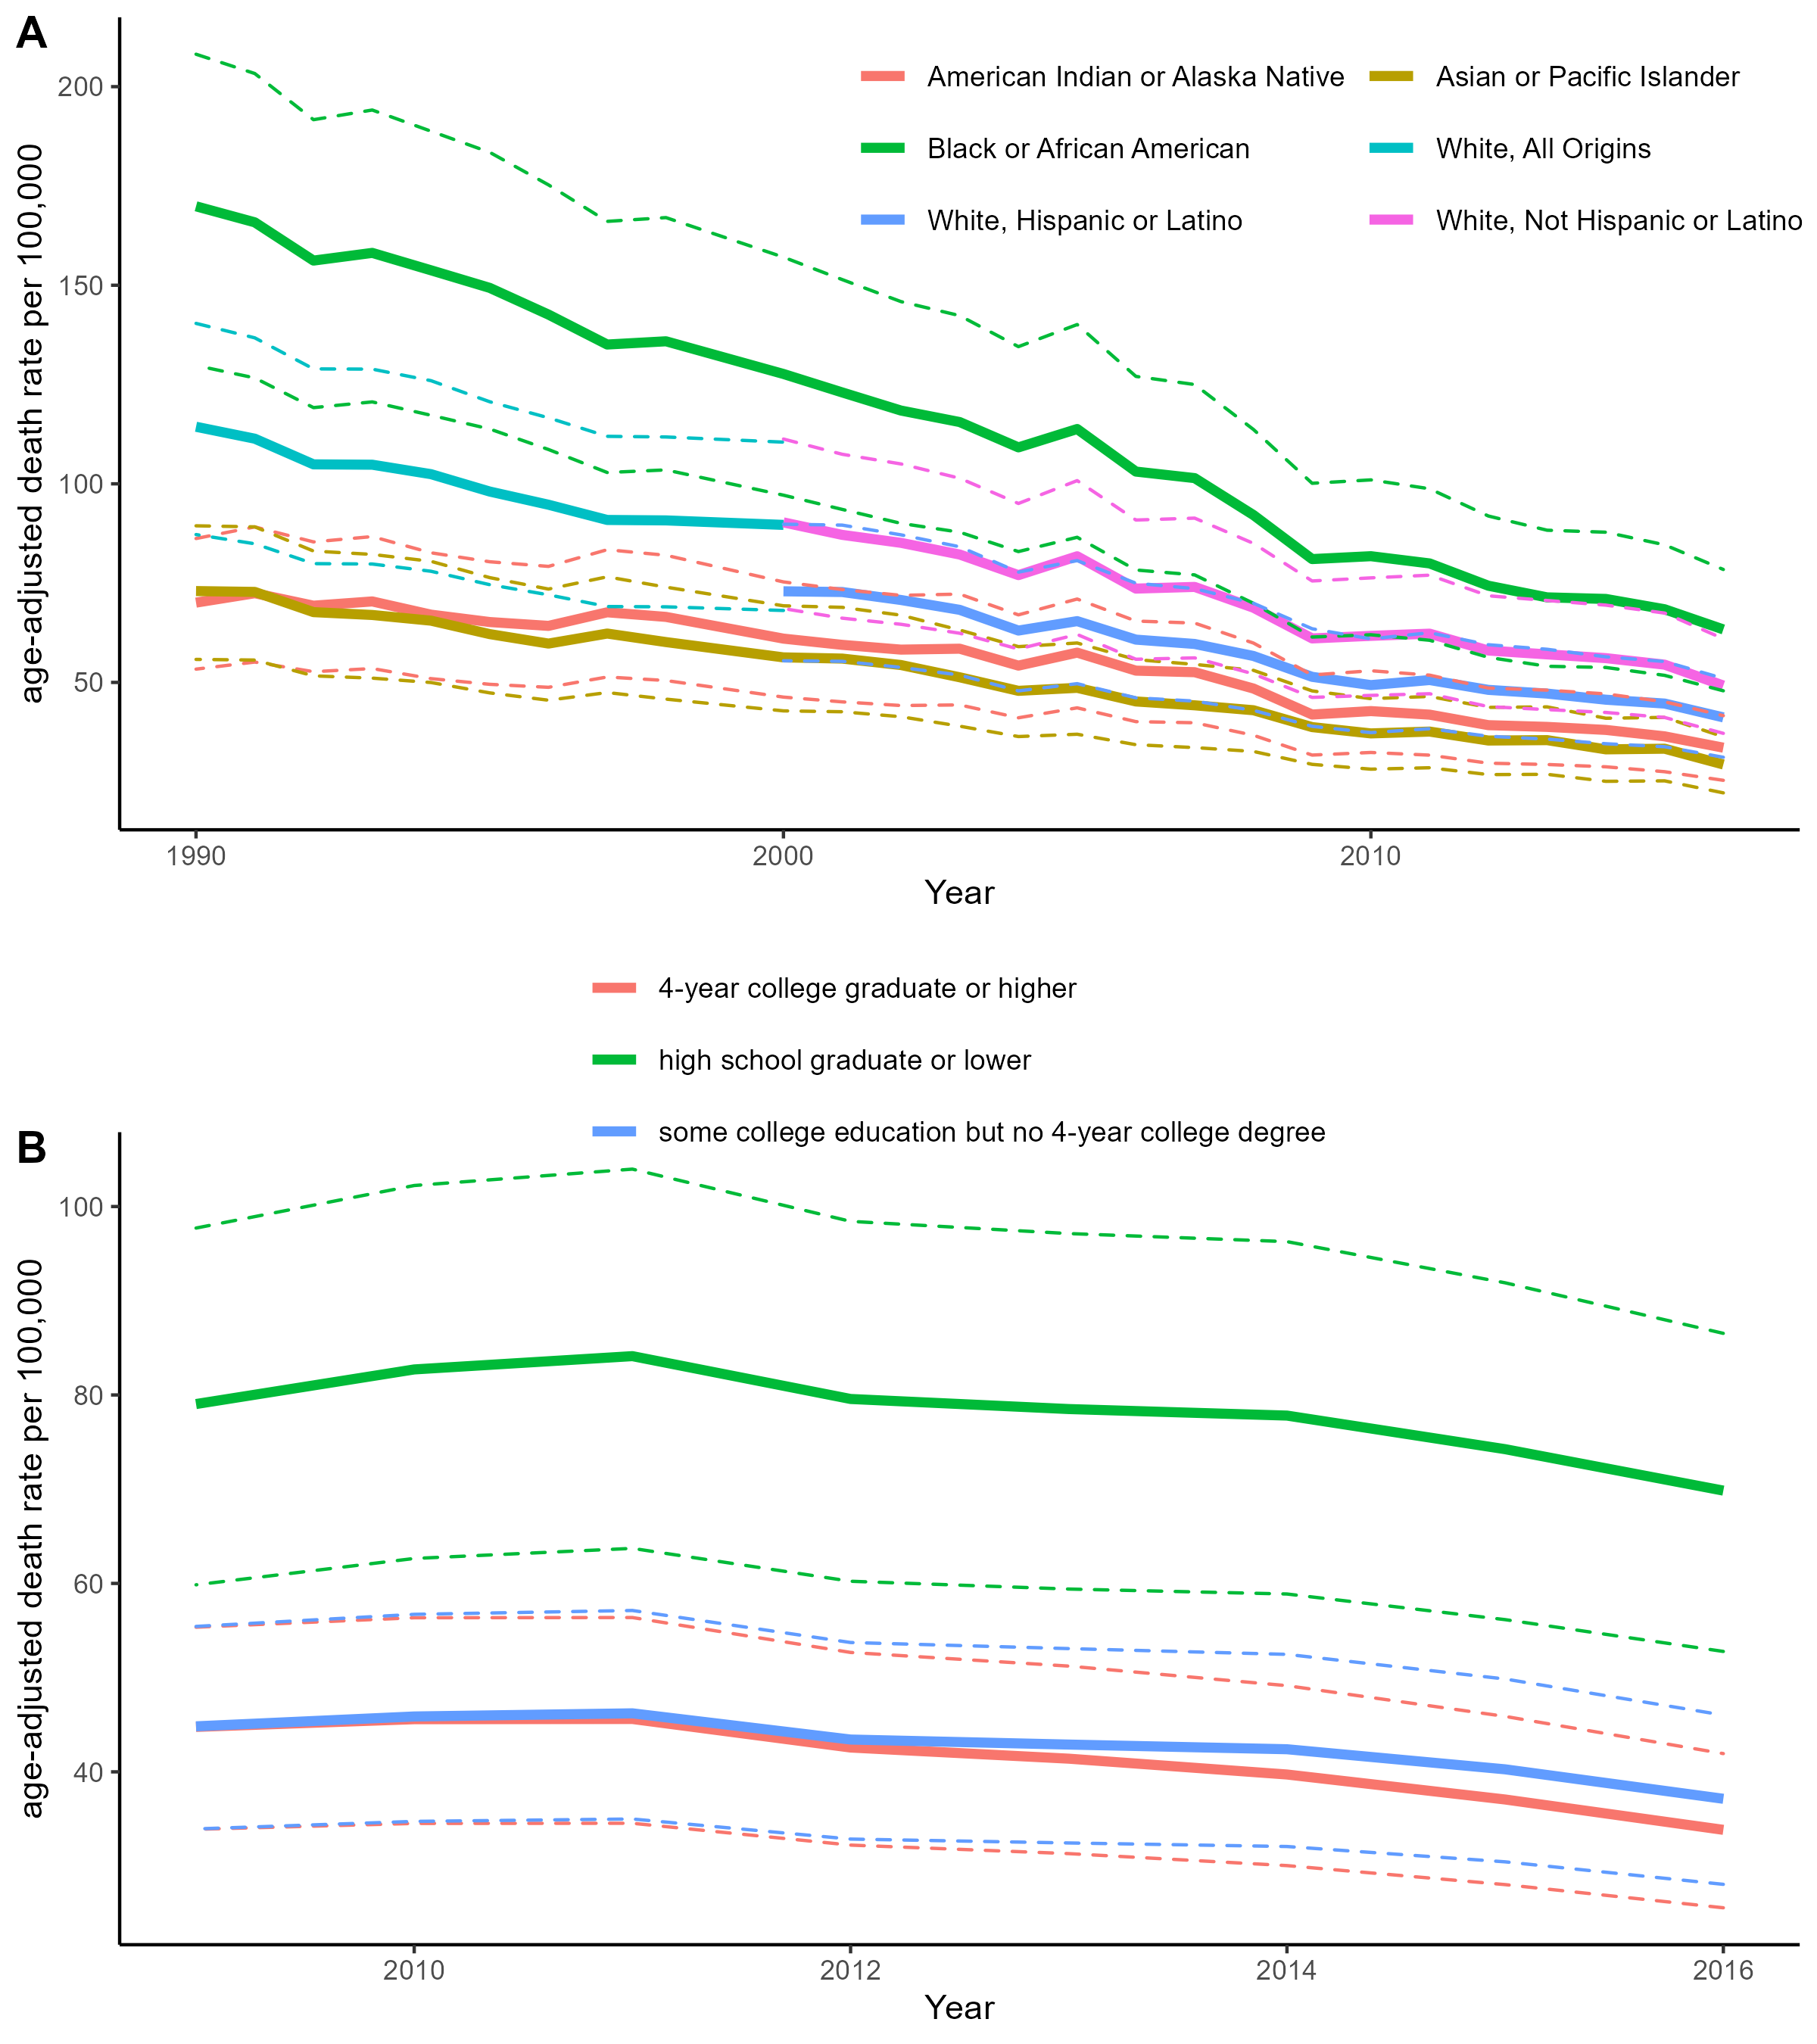 A
American Indian or Alaska Native
Asian or Pacific Islander
Black or African American
White, All Origins
White, Hispanic or Latino
White, Not Hispanic or Latino
age-adjusted death rate per 100,000
200
150
100
50
1990
2000
2010
Year
4-year college graduate or higher
high school graduate or lower
some college education but no 4-year college degree
B
age-adjusted death rate per 100,000
100
80
60
40
2010
2012
2014
2016
Year